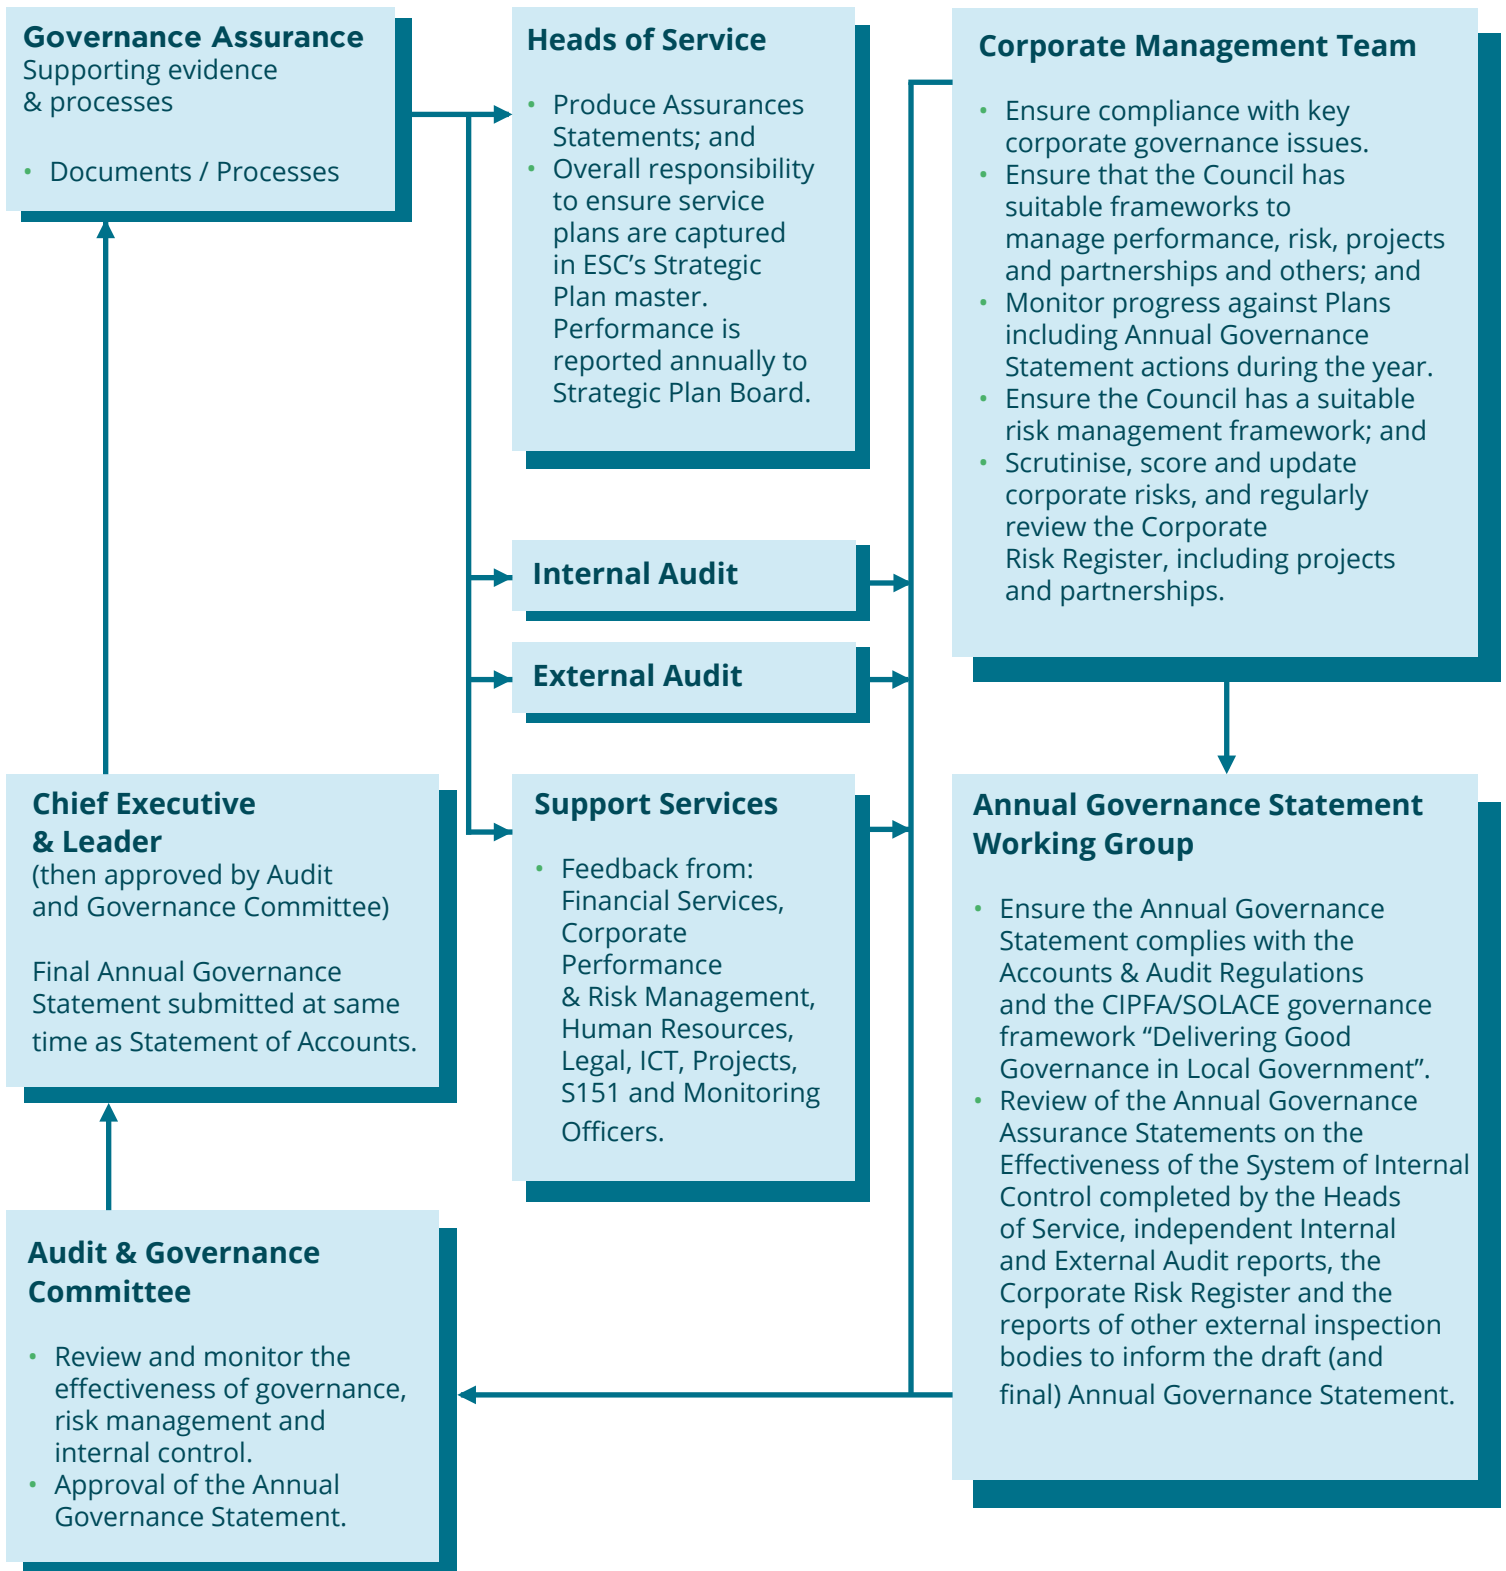 Governance Assurance
Supporting evidence
& processes
• Documents / Processes
Heads of Service
• Produce Assurances
Statements; and
• Overall responsibility
to ensure service
plans are captured
in ESC’s Strategic
Plan master.
Performance is
reported annually to
Strategic Plan Board.
Internal Audit
External Audit
Support Services
• Feedback from:
Financial Services,
Corporate
Performance
& Risk Management,
Human Resources,
Legal, ICT, Projects,
S151 and Monitoring
Officers.
Corporate Management Team
• Ensure compliance with key
corporate governance issues.
• Ensure that the Council has
suitable frameworks to
manage performance, risk, projects
and partnerships and others; and
• Monitor progress against Plans
including Annual Governance
Statement actions during the year.
• Ensure the Council has a suitable
risk management framework; and
• Scrutinise, score and update
corporate risks, and regularly
review the Corporate
Risk Register, including projects
and partnerships.
Annual Governance Statement
Working Group
• Ensure the Annual Governance
Statement complies with the
Accounts & Audit Regulations
and the CIPFA/SOLACE governance
framework “Delivering Good
Governance in Local Government”.
• Review of the Annual Governance
Assurance Statements on the
Effectiveness of the System of Internal
Control completed by the Heads
of Service, independent Internal
and External Audit reports, the
Corporate Risk Register and the
reports of other external inspection
bodies to inform the draft (and
final) Annual Governance Statement.
Chief Executive
& Leader
(then approved by Audit
and Governance Committee)
Final Annual Governance
Statement submitted at same
time as Statement of Accounts.
Audit & Governance
Committee
• Review and monitor the
effectiveness of governance,
risk management and
internal control.
• Approval of the Annual
Governance Statement.